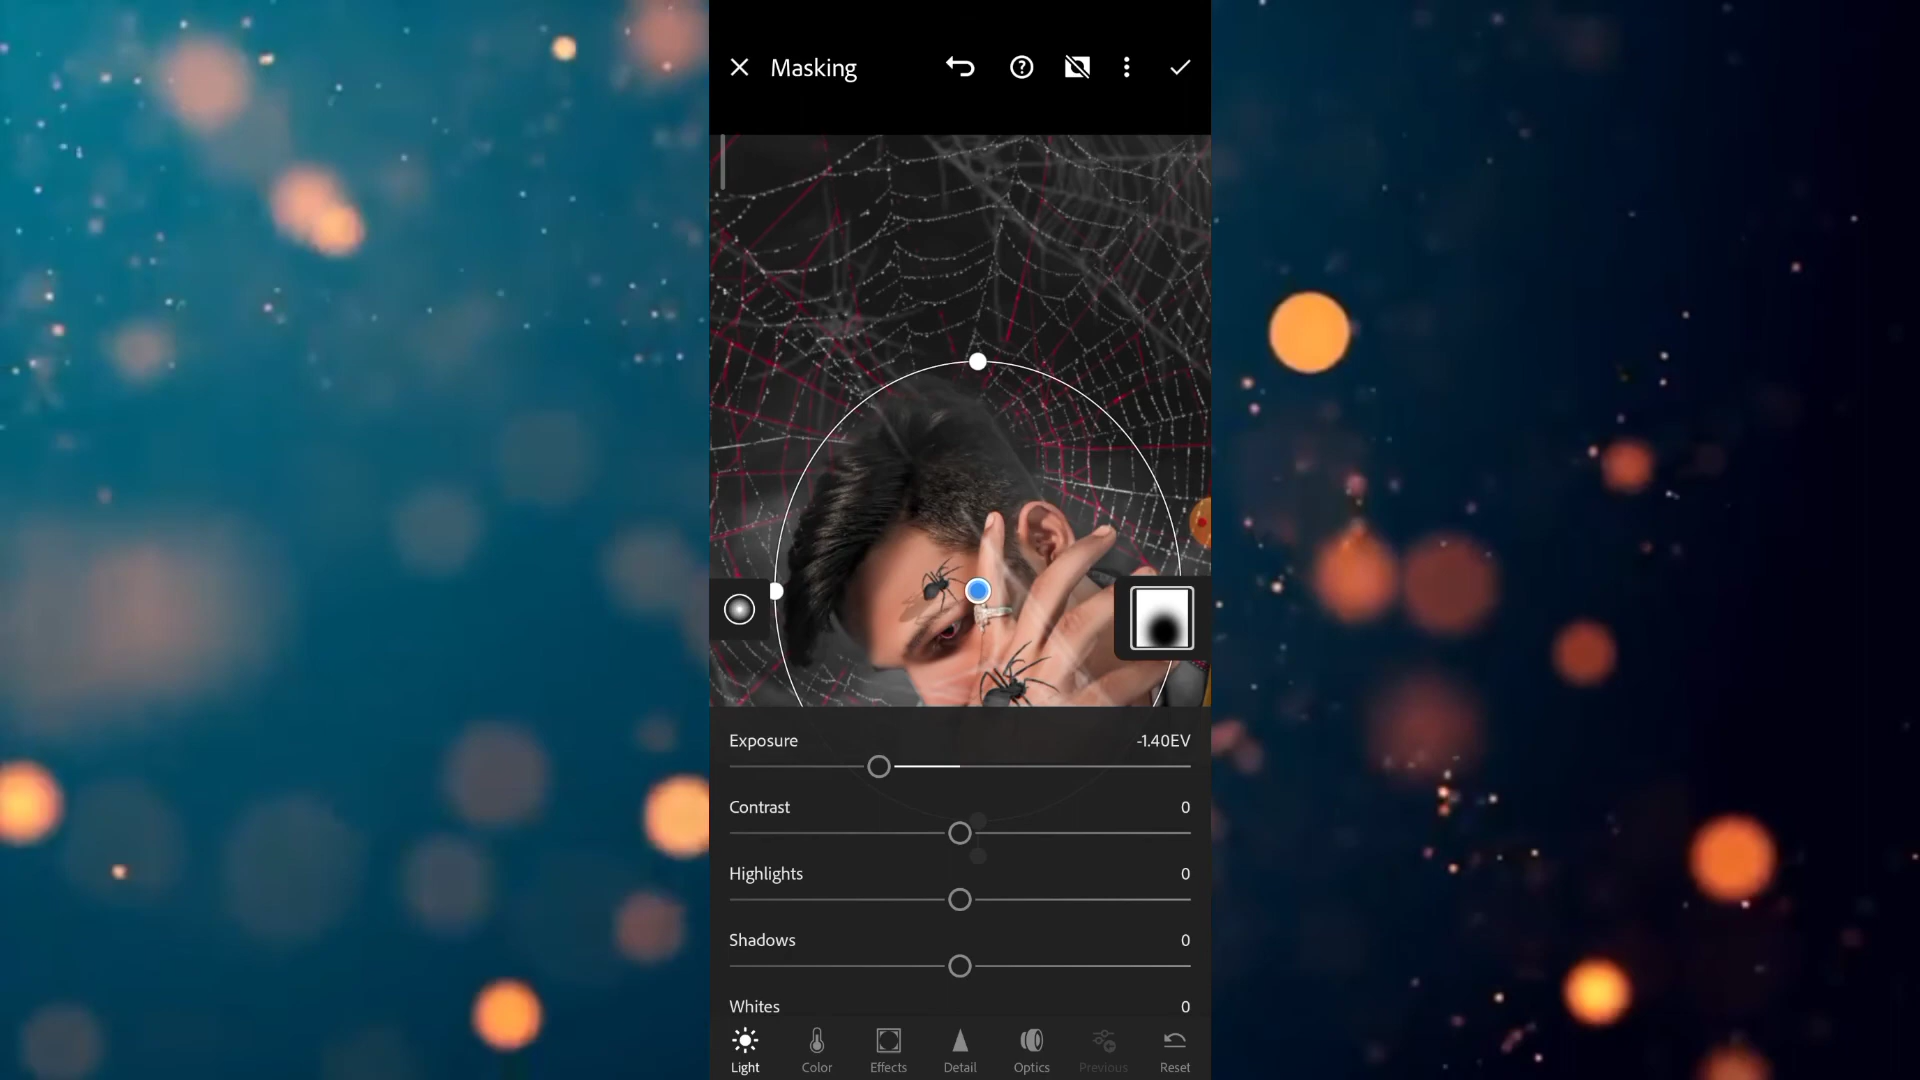 Masking
Exposure -1.40EV
Contrast 0
Highlights 0
Shadows 0
Whites 0
Light Color Effects Detail Optics Previous Reset